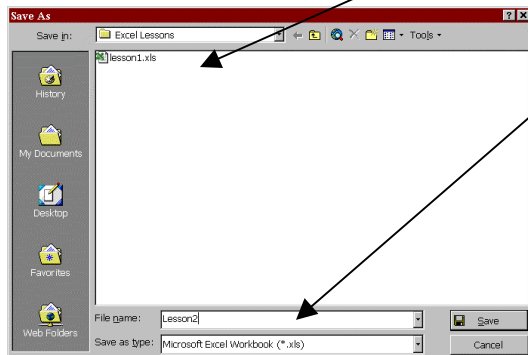 Save As
Save in: Excel Lessons Tools
lesson1.xls
History
My Documents
Desktop
Favorites
Web Folders
File name: Lesson2 Save
Save as type: Microsoft Excel Workbook (*.xls) Cancel